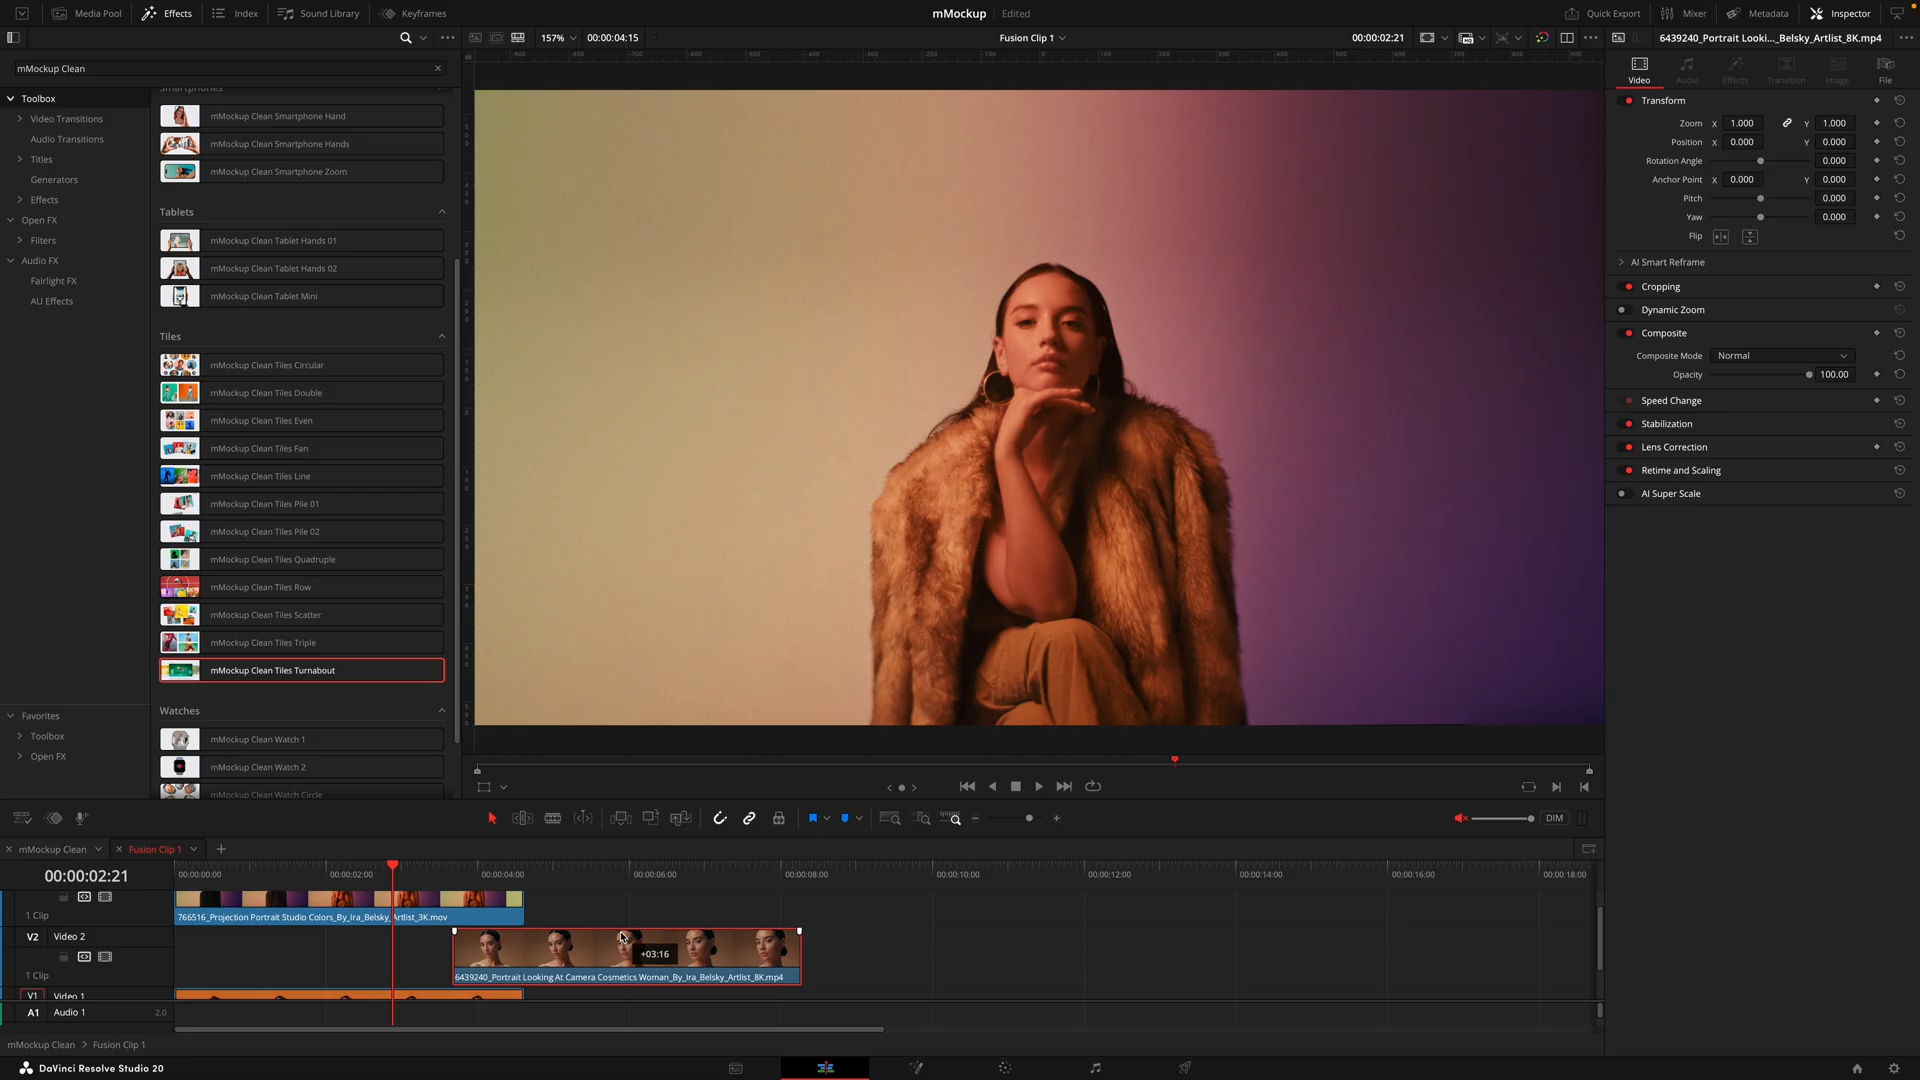 Media Pool
Effects
Index
Sound Library
Keyframes
mMockup
Edited
Quick Export
Mixer
Metadata
Inspector
157%
00:00:04:15
Fusion Clip 1
00:00:02:21
6439240_Portrait Looki..._Belsky_Artlist_8K.mp4
mMockup Clean
Toolbox
Video Transitions
Audio Transitions
Titles
Generators
Effects
Open FX
Filters
Audio FX
Fairlight FX
AU Effects
Favorites
Toolbox
Open FX
Smartphones
mMockup Clean Smartphone Hand
mMockup Clean Smartphone Hands
mMockup Clean Smartphone Zoom
Tablets
mMockup Clean Tablet Hands 01
mMockup Clean Tablet Hands 02
mMockup Clean Tablet Mini
Tiles
mMockup Clean Tiles Circular
mMockup Clean Tiles Double
mMockup Clean Tiles Even
mMockup Clean Tiles Fan
mMockup Clean Tiles Line
mMockup Clean Tiles Pile 01
mMockup Clean Tiles Pile 02
mMockup Clean Tiles Quadruple
mMockup Clean Tiles Row
mMockup Clean Tiles Scatter
mMockup Clean Tiles Triple
mMockup Clean Tiles Turnabout
Watches
mMockup Clean Watch 1
mMockup Clean Watch 2
mMockup Clean Watch Circle
Video
Audio
Effects
Transition
Image
File
Transform
Zoom X 1.000 Y 1.000
Position X 0.000 Y 0.000
Rotation Angle 0.000
Anchor Point X 0.000 Y 0.000
Pitch 0.000
Yaw 0.000
Flip
AI Smart Reframe
Cropping
Dynamic Zoom
Composite
Composite Mode Normal
Opacity 100.00
Speed Change
Stabilization
Lens Correction
Retime and Scaling
AI Super Scale
DIM
mMockup Clean
Fusion Clip 1
00:00:02:21
00:00:00:00
00:00:02:00
00:00:04:00
00:00:06:00
00:00:08:00
00:00:10:00
00:00:12:00
00:00:14:00
00:00:16:00
00:00:18:00
1 Clip
766516_Projection Portrait Studio Colors_By_Ira_Belsky_Artlist_3K.mov
V2 Video 2
+03:16
1 Clip
6439240_Portrait Looking At Camera Cosmetics Woman_By_Ira_Belsky_Artlist_8K.mp4
V1 Video 1
A1 Audio 1 2.0
mMockup Clean > Fusion Clip 1
DaVinci Resolve Studio 20